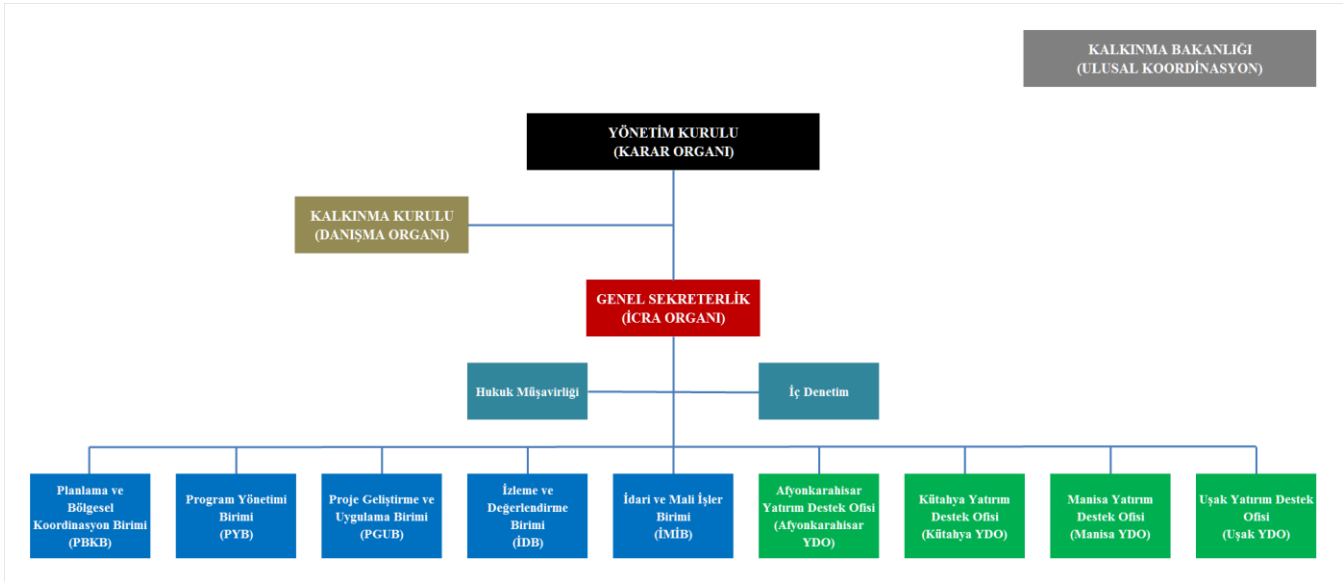 KALKINMA BAKANLIĞI
(ULUSAL KOORDİNASYON)
YÖNETİM KURULU
(KARAR ORGANI)
KALKINMA KURULU
(DANIŞMA ORGANI)
GENEL SEKRETERLİK
(İCRA ORGANI)
Hukuk Müşavirliği
İç Denetim
Planlama ve
Bölgesel
Koordinasyon Birimi
(PBKB)
Program Yönetimi
Birimi
(PYB)
Proje Geliştirme ve
Uygulama Birimi
(PGUB)
İzleme ve
Değerlendirme
Birimi
(İDB)
İdari ve Mali İşler
Birimi
(İMİB)
Afyonkarahisar
Yatırım Destek Ofisi
(Afyonkarahisar
YDO)
Kütahya Yatırım
Destek Ofisi
(Kütahya YDO)
Manisa Yatırım
Destek Ofisi
(Manisa YDO)
Uşak Yatırım Destek
Ofisi
(Uşak YDO)